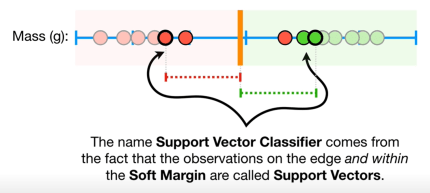 Mass (g):
The name Support Vector Classifier comes from
the fact that the observations on the edge and within
the Soft Margin are called Support Vectors.